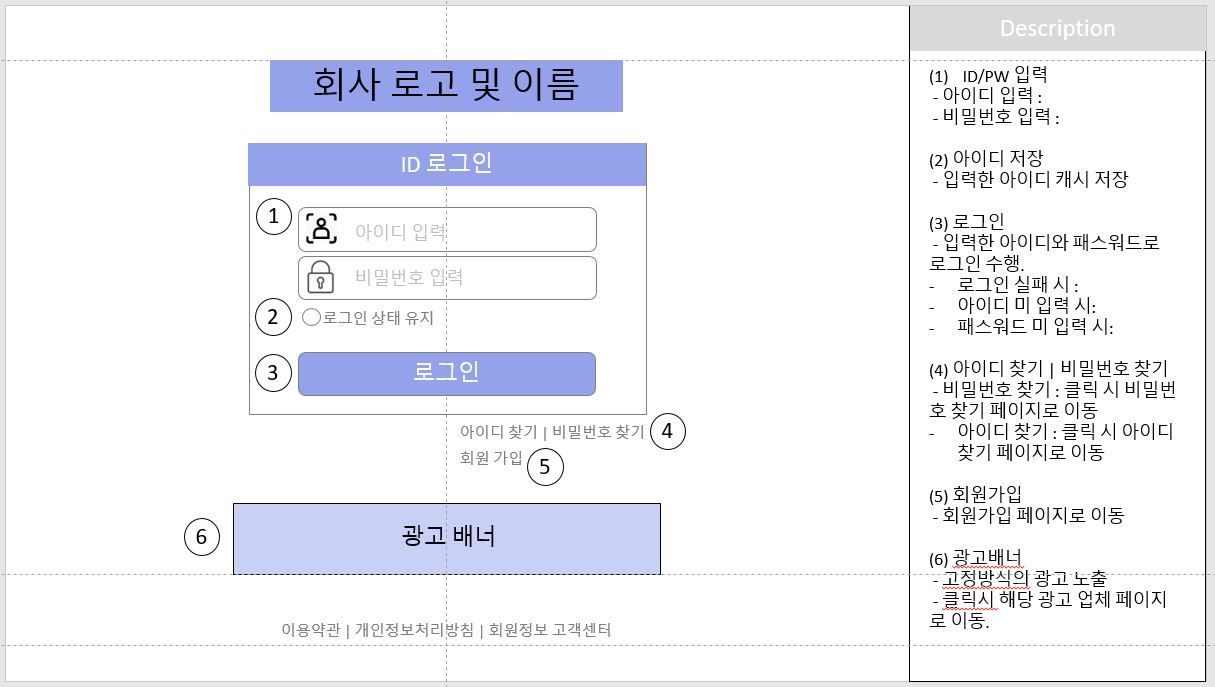 회사 로고 및 이름
ID 로그인
1
아이디 입력
비밀번호 입력
2
로그인 상태 유지
3
로그인
아이디 찾기 | 비밀번호 찾기
4
회원 가입
5
6
광고 배너
이용약관 | 개인정보처리방침 | 회원정보 고객센터
Description
(1) ID/PW 입력
- 아이디 입력 :
- 비밀번호 입력 :
(2) 아이디 저장
- 입력한 아이디 캐시 저장
(3) 로그인
- 입력한 아이디와 패스워드로
로그인 수행.
- 로그인 실패 시 :
- 아이디 미 입력 시:
- 패스워드 미 입력 시:
(4) 아이디 찾기 | 비밀번호 찾기
- 비밀번호 찾기 : 클릭 시 비밀번
호 찾기 페이지로 이동
- 아이디 찾기 : 클릭 시 아이디
찾기 페이지로 이동
(5) 회원가입
- 회원가입 페이지로 이동
(6) 광고배너
- 고정방식의 광고 노출
- 클릭시 해당 광고 업체 페이지
로 이동.